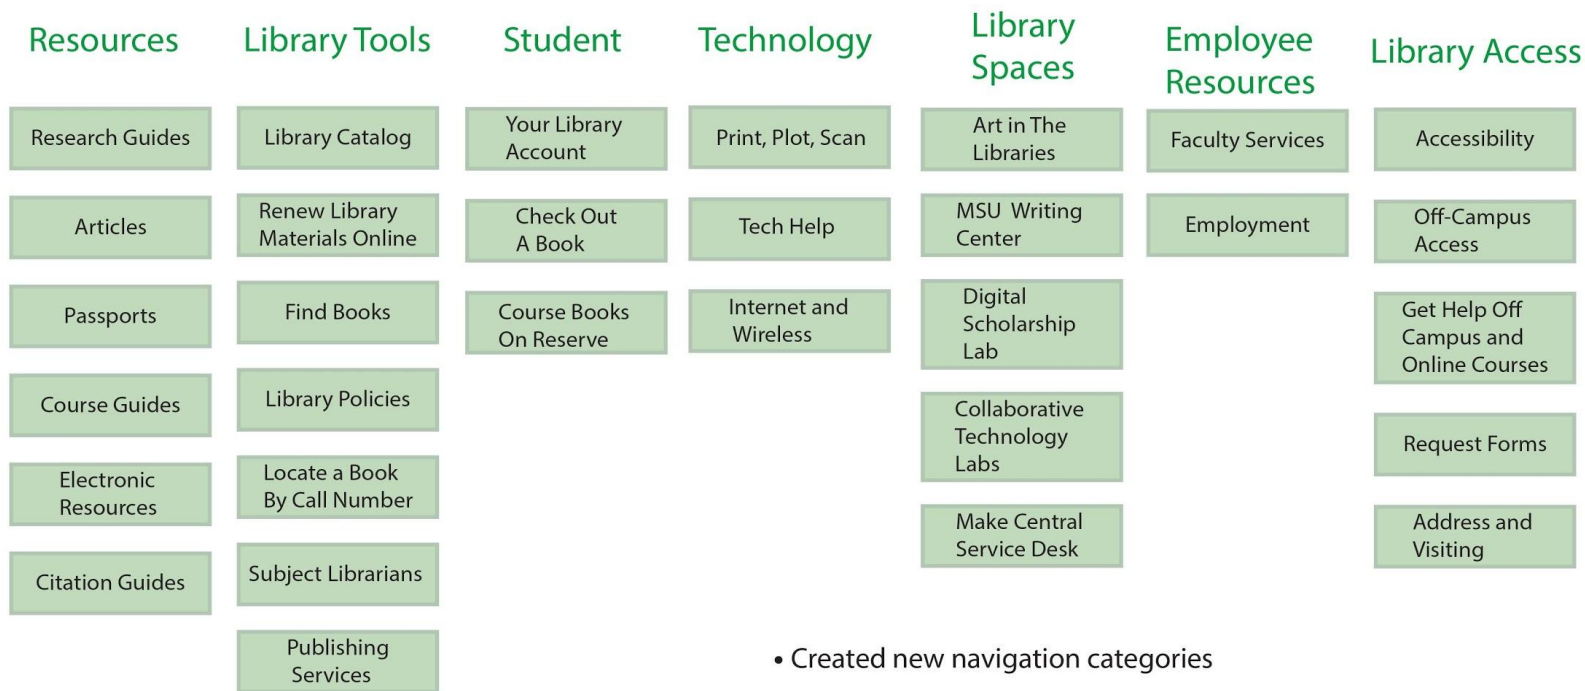 Resources
Research Guides
Articles
Passports
Course Guides
Electronic
Resources
Citation Guides
Library Tools
Library Catalog
Renew Library
Materials Online
Find Books
Library Policies
Locate a Book
By Call Number
Subject Librarians
Publishing
Services
Student
Your Library
Account
Check Out
A Book
Course Books
On Reserve
Technology
Print, Plot, Scan
Tech Help
Internet and
Wireless
Library
Spaces
Art in The
Libraries
MSU Writing
Center
Digital
Scholarship
Lab
Collaborative
Technology
Labs
Make Central
Service Desk
Employee
Resources
Faculty Services
Employment
Library Access
Accessibility
Off-Campus
Access
Get Help Off
Campus and
Online Courses
Request Forms
Address and
Visiting
• Created new navigation categories